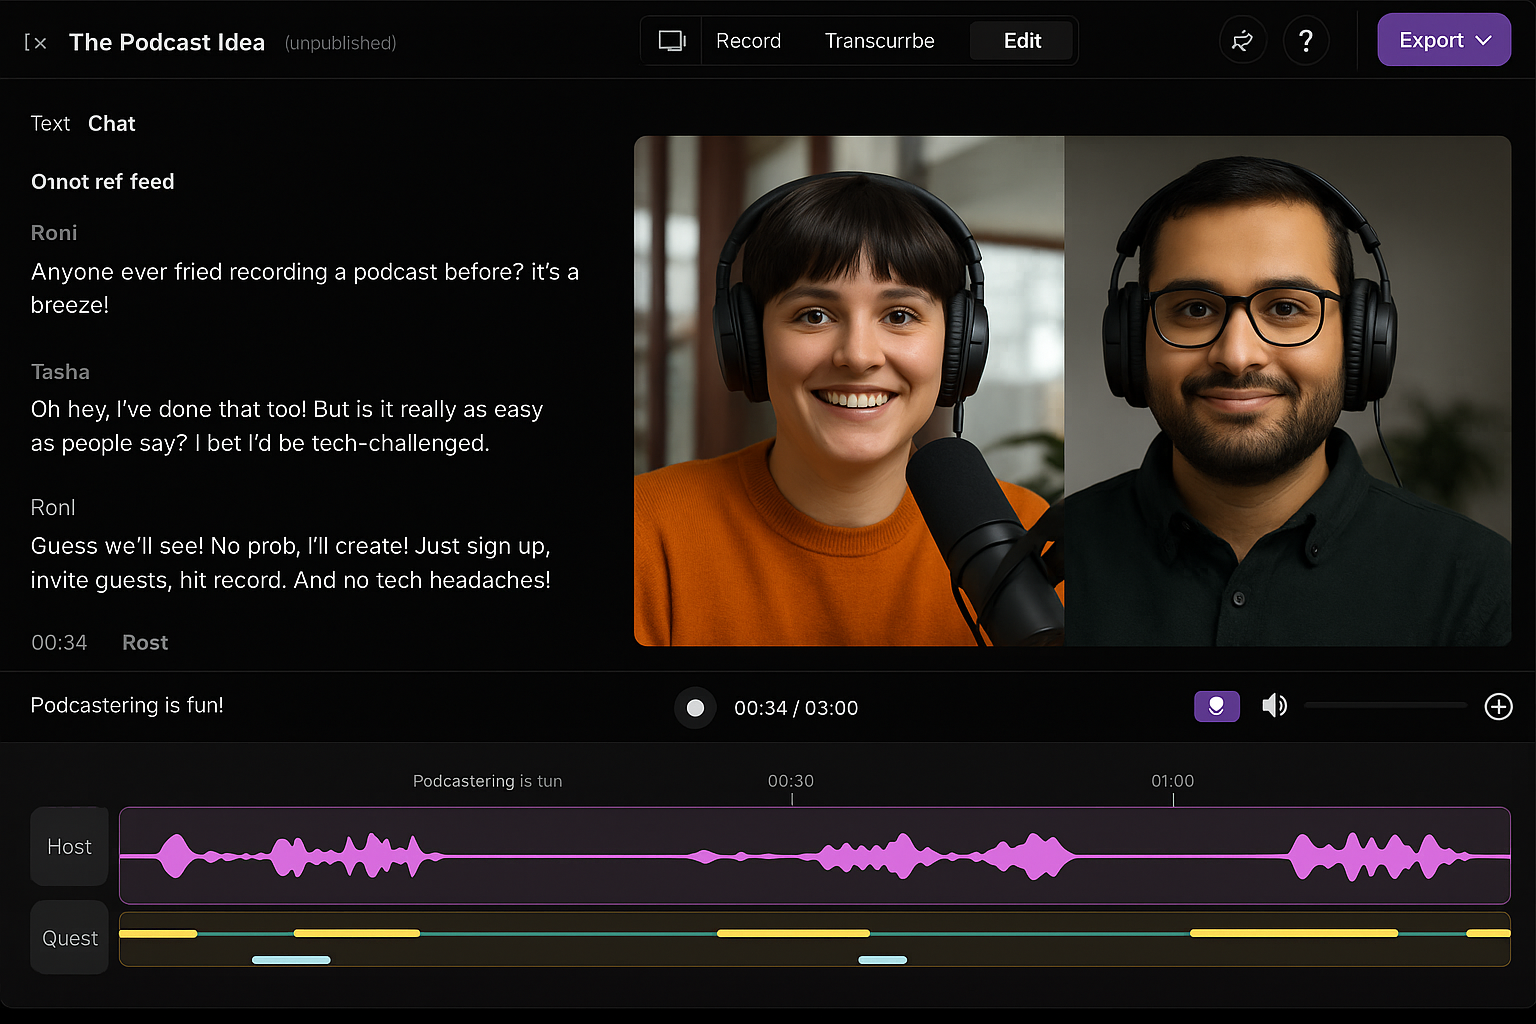 The Podcast Idea (unpublished)
Record
Transcurrbe
Edit
?
Export
Text Chat
Onnot ref feed
Roni
Anyone ever fried recording a podcast before? it's a
breeze!
Tasha
Oh hey, I've done that too! But is it really as easy
as people say? I bet I'd be tech-challenged.
Ronl
Guess we'll see! No prob, I'll create! Just sign up,
invite guests, hit record. And no tech headaches!
00:34 Rost
Podcastering is fun!
00:34 / 03:00
Podcastering is tun
00:30
01:00
Host
Quest